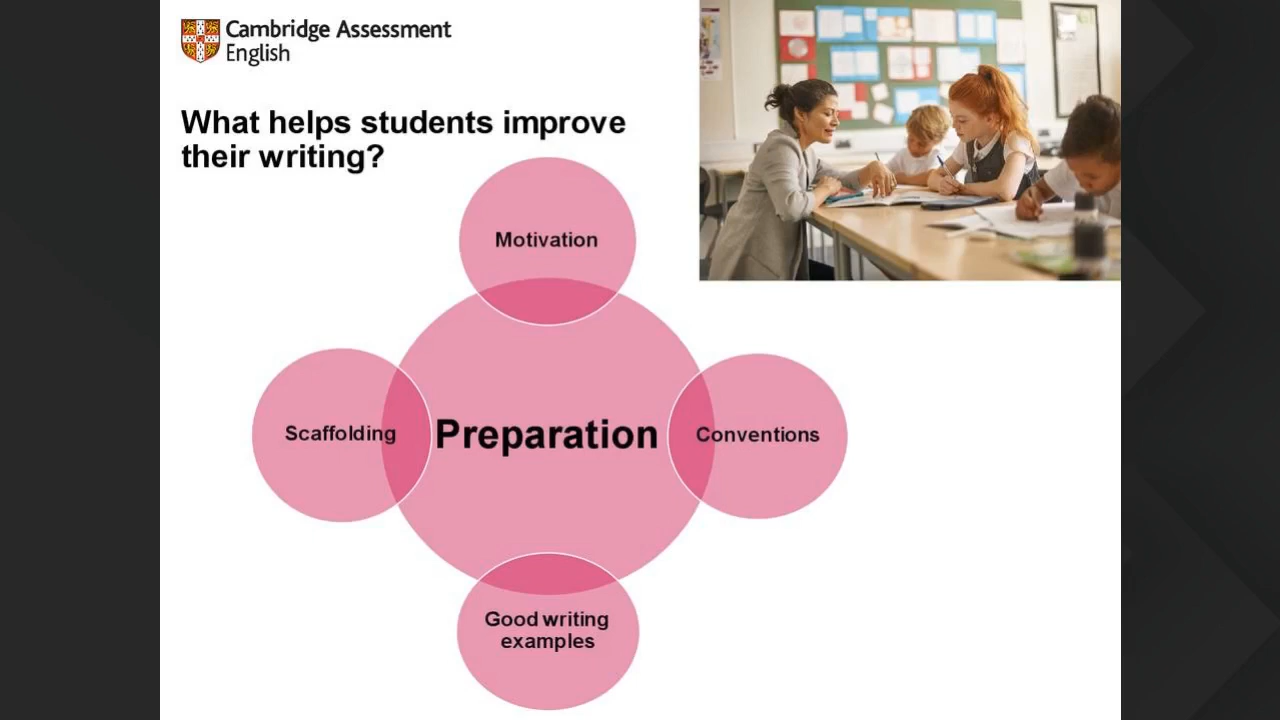 Cambridge Assessment
English
What helps students improve
their writing?
Motivation
Scaffolding
Preparation
Conventions
Good writing
examples